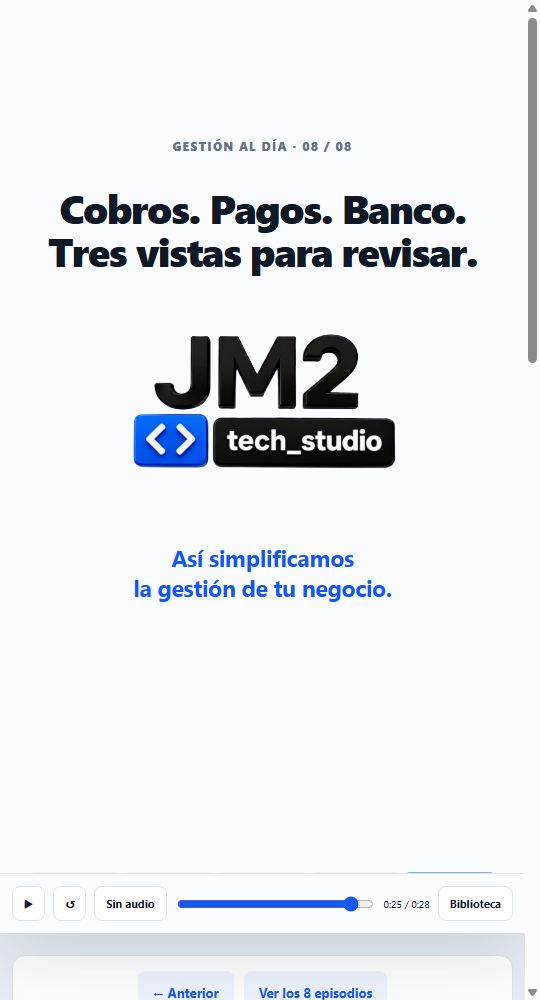 GESTIÓN AL DÍA · 08 / 08
Cobros. Pagos. Banco.
Tres vistas para revisar.
JM2
<> tech_studio
Así simplificamos
la gestión de tu negocio.
▶ ↺ Sin audio 0:25 / 0:28 Biblioteca
← Anterior Ver los 8 episodios